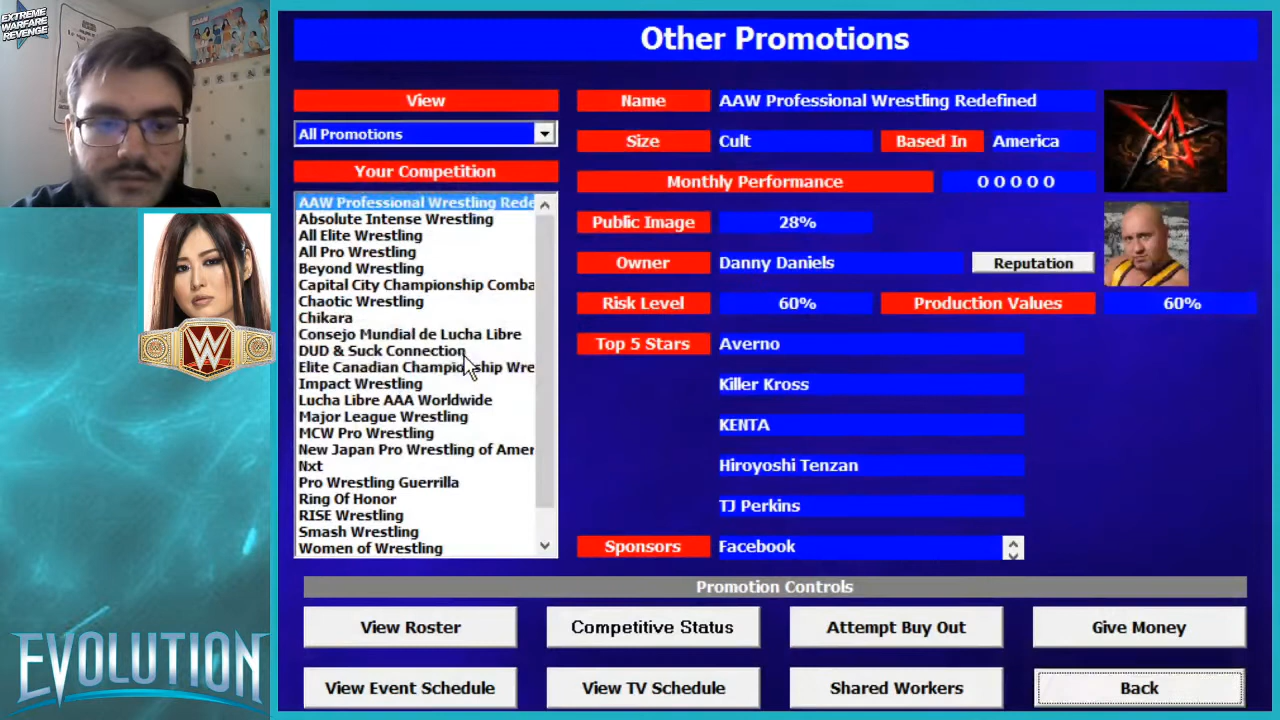 EXTREME
WARFARE
REVENGE
Other Promotions
View
All Promotions
Your Competition
AAW Professional Wrestling Rede
Absolute Intense Wrestling
All Elite Wrestling
All Pro Wrestling
Beyond Wrestling
Capital City Championship Comba
Chaotic Wrestling
Chikara
Consejo Mundial de Lucha Libre
DUD & Suck Connection
Elite Canadian Championship Wre
Impact Wrestling
Lucha Libre AAA Worldwide
Major League Wrestling
MCW Pro Wrestling
New Japan Pro Wrestling of Amer
Nxt
Pro Wrestling Guerrilla
Ring Of Honor
RISE Wrestling
Smash Wrestling
Women of Wrestling
Name AAW Professional Wrestling Redefined
Size Cult Based In America
Monthly Performance 0 0 0 0 0
Public Image 28%
Owner Danny Daniels Reputation
Risk Level 60% Production Values 60%
Top 5 Stars Averno
Killer Kross
KENTA
Hiroyoshi Tenzan
TJ Perkins
Sponsors Facebook
Promotion Controls
View Roster Competitive Status Attempt Buy Out Give Money
View Event Schedule View TV Schedule Shared Workers Back
W
EVOLUTION